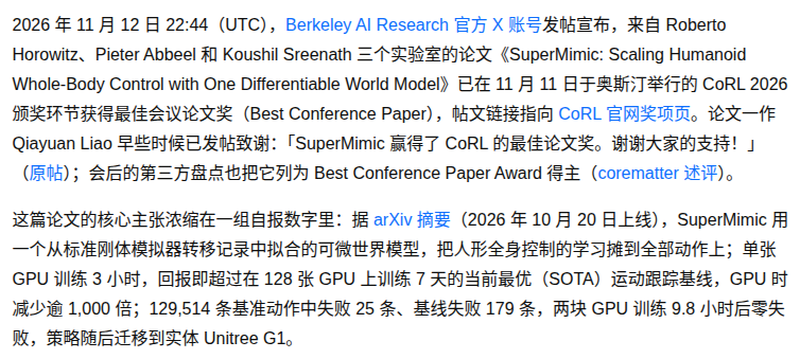 2026 年 11 月 12 日 22:44（UTC），Berkeley AI Research 官方 X 账号发帖宣布，来自 Roberto
Horowitz、Pieter Abbeel 和 Koushil Sreenath 三个实验室的论文《SuperMimic: Scaling Humanoid
Whole-Body Control with One Differentiable World Model》已在 11 月 11 日于奥斯汀举行的 CoRL 2026
颁奖环节获得最佳会议论文奖（Best Conference Paper），帖文链接指向 CoRL 官网奖项页。论文一作
Qiayuan Liao 早些时候已发帖致谢：「SuperMimic 赢得了 CoRL 的最佳论文奖。谢谢大家的支持！」
（原帖）；会后的第三方盘点也把它列为 Best Conference Paper Award 得主（corematter 述评）。
这篇论文的核心主张浓缩在一组自报数字里：据 arXiv 摘要（2026 年 10 月 20 日上线），SuperMimic 用
一个从标准刚体模拟器转移记录中拟合的可微世界模型，把人形全身控制的学习摊到全部动作上；单张
GPU 训练 3 小时，回报即超过在 128 张 GPU 上训练 7 天的当前最优（SOTA）运动跟踪基线，GPU 时
减少逾 1,000 倍；129,514 条基准动作中失败 25 条、基线失败 179 条，两块 GPU 训练 9.8 小时后零失
败，策略随后迁移到实体 Unitree G1。